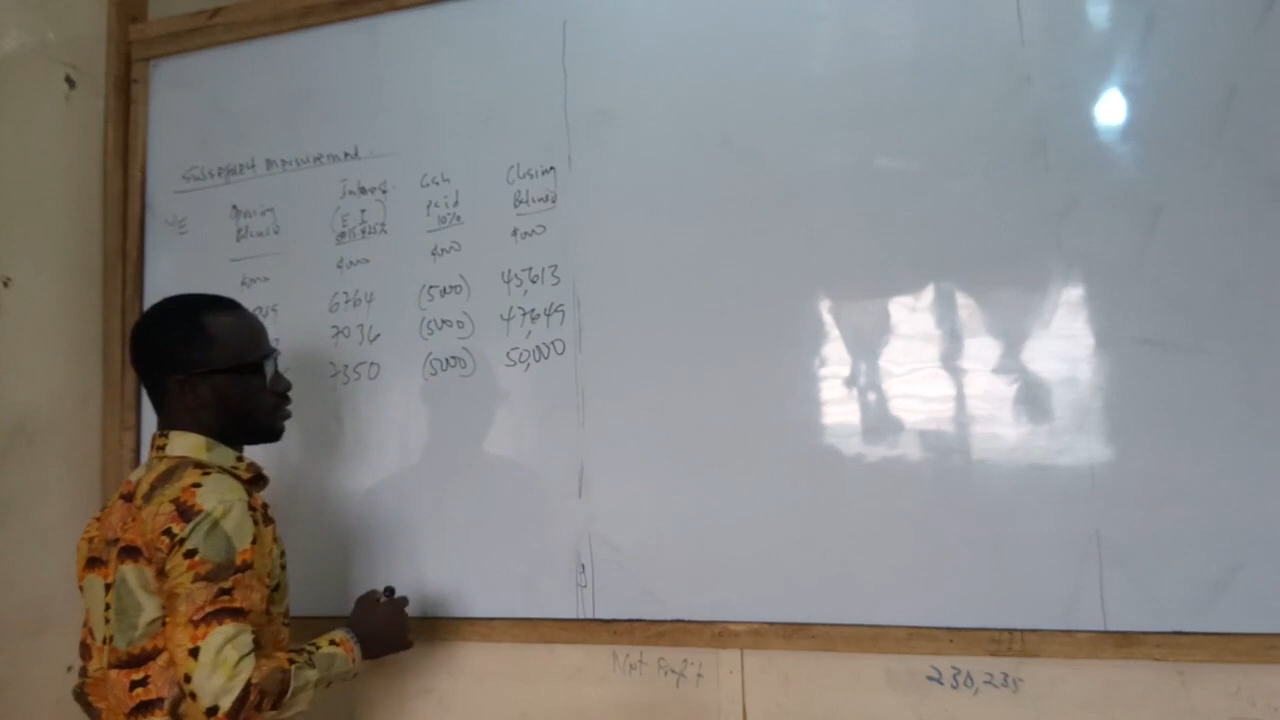 Subsequent measurement
Opening Balance
Interest (E I
Cash paid 10%
Closing Balance
$000 $000 $000 $000
6764 (5000) 45,613
7036 (5000) 47,649
7350 (5000) 50,000
Net Profit 230,235